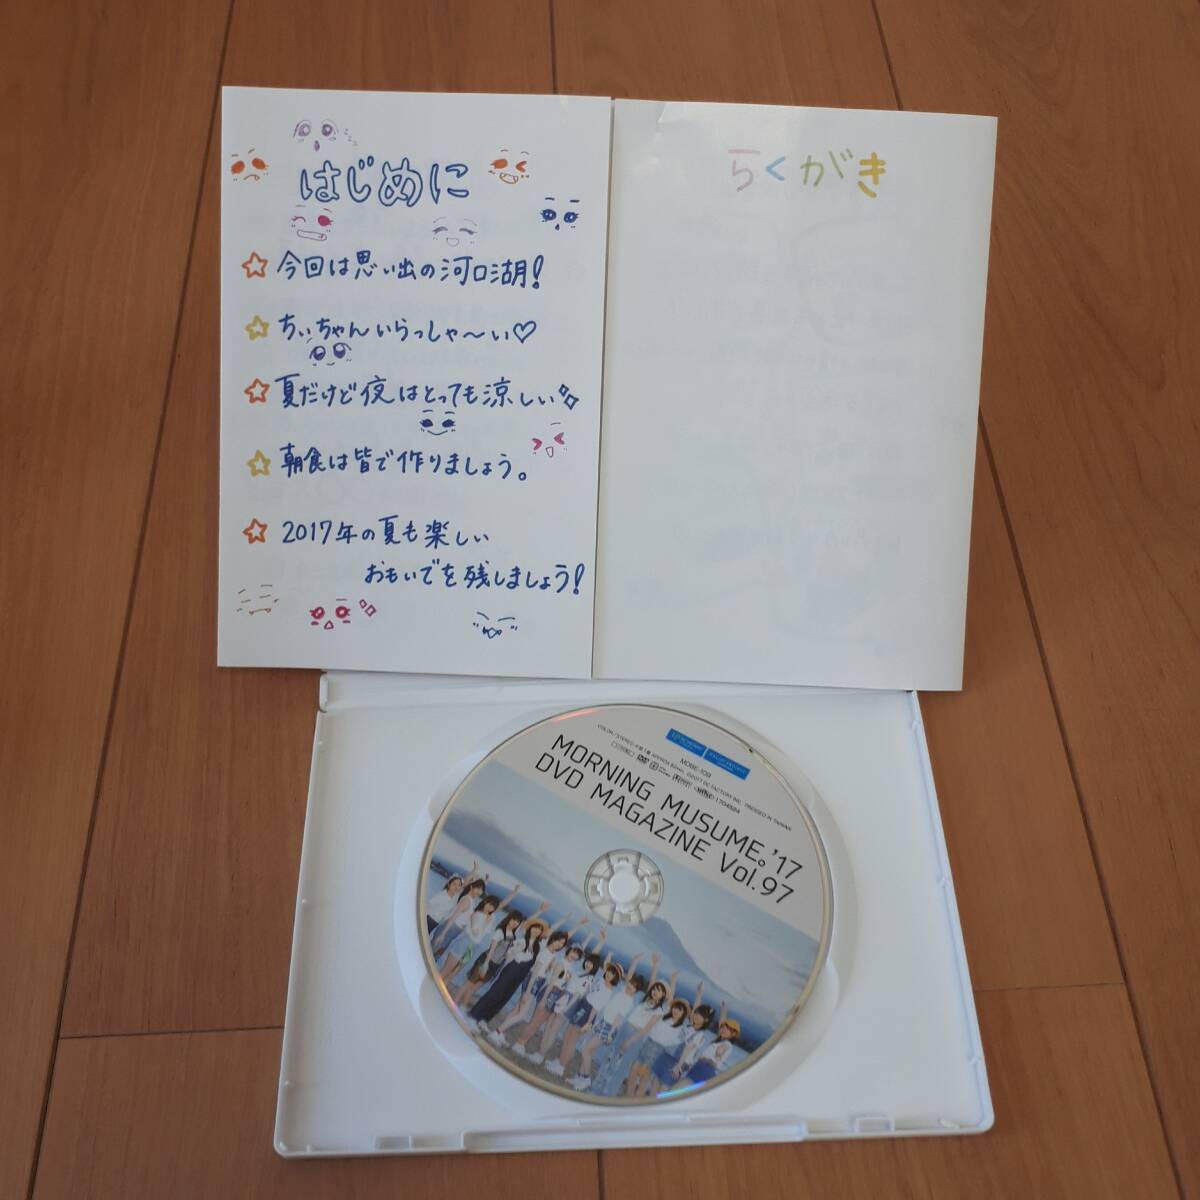 はじめに
今回は思い出の河口湖!
ちぃちゃんいらっしゃ〜い♡
夏だけど夜はとっても涼しい
朝食は皆で作りましょう。
2017年の夏も楽しい
おもいでを残しましょう!
らくがき
MOBE-109
MORNING MUSUME。'17
DVD MAGAZINE Vol.97